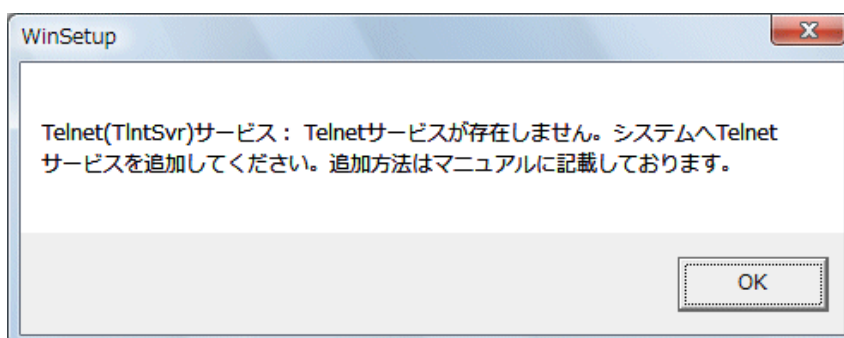 WinSetup
Telnet(TlntSvr)サービス： Telnetサービスが存在しません。システムへTelnet
サービスを追加してください。追加方法はマニュアルに記載しております。
OK